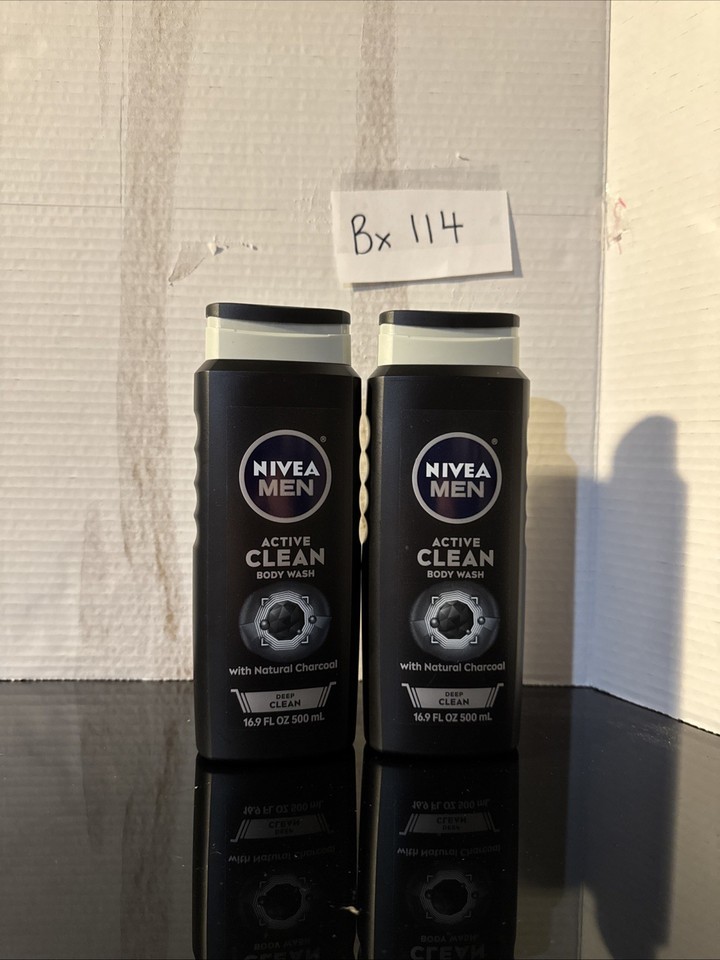 Bx 114
NIVEA
MEN
®
ACTIVE
CLEAN
BODY WASH
with Natural Charcoal
DEEP
CLEAN
16.9 FL OZ 500 mL
NIVEA
MEN
®
ACTIVE
CLEAN
BODY WASH
with Natural Charcoal
DEEP
CLEAN
16.9 FL OZ 500 mL